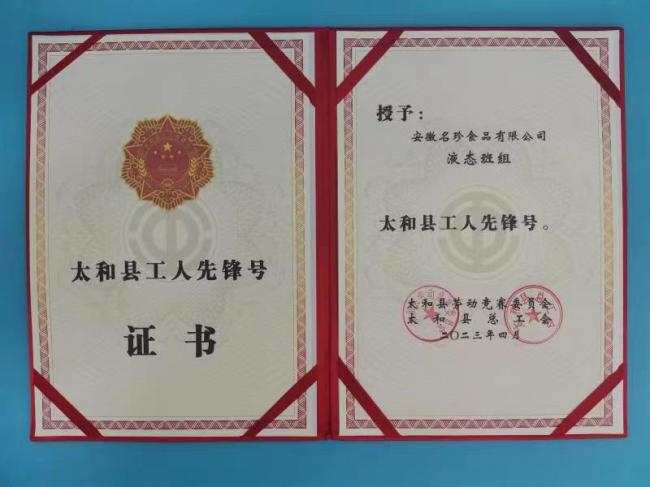 太和县工人先锋号
证书
授予：
安徽名珍食品有限公司
液态班组
太和县工人先锋号。
太和县劳动竞赛委员会
太和县总工会
二〇二三年四月